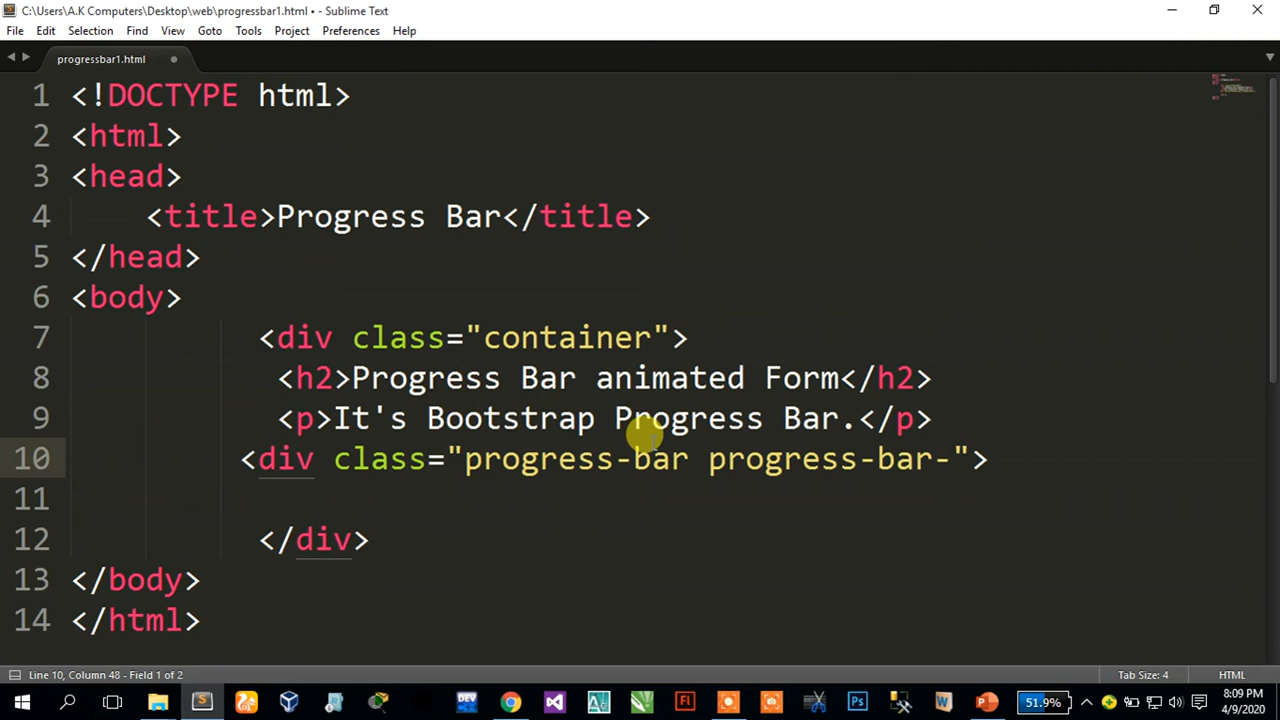 C:\Users\A.K Computers\Desktop\web\progressbar1.html • - Sublime Text
File Edit Selection Find View Goto Tools Project Preferences Help
progressbar1.html
1 <!DOCTYPE html>
2 <html>
3 <head>
4 <title>Progress Bar</title>
5 </head>
6 <body>
7 <div class="container">
8 <h2>Progress Bar animated Form</h2>
9 <p>It's Bootstrap Progress Bar.</p>
10 <div class="progress-bar progress-bar-">
11
12 </div>
13 </body>
14 </html>
Line 10, Column 48 - Field 1 of 2 Tab Size: 4 HTML
51.9% 8:09 PM
4/9/2020